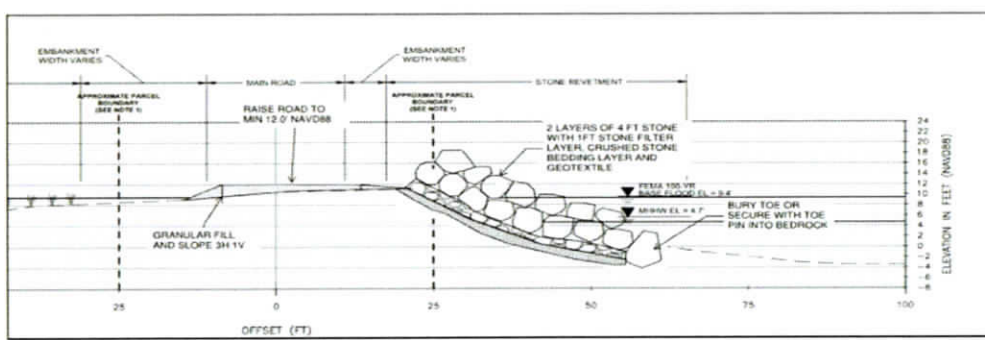 EMBANKMENT
WIDTH VARIES
MAIN ROAD
EMBANKMENT
WIDTH VARIES
STONE REVETMENT
APPROXIMATE PARCEL
BOUNDARY
(SEE NOTE 1)
RAISE ROAD TO
MIN 12.0' NAVD88
APPROXIMATE PARCEL
BOUNDARY
(SEE NOTE 1)
2 LAYERS OF 4 FT STONE
WITH 1FT STONE FILTER
LAYER, CRUSHED STONE
BEDDING LAYER AND
GEOTEXTILE
FEMA 100-YR
BASE FLOOD EL = 9.4'
MHHW EL = 4.7'
BURY TOE OR
SECURE WITH TOE
PIN INTO BEDROCK
GRANULAR FILL
AND SLOPE 3H 1V
24
22
20
18
16
14
12
10
8
6
4
2
0
-2
-4
-6
-8
ELEVATION IN FEET (NAVD88)
25 0 25 50 75 100
OFFSET (FT)